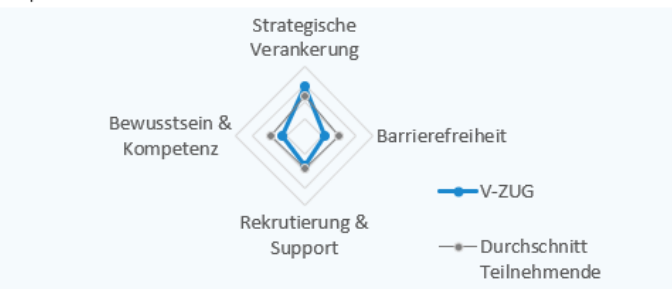 Strategische
Verankerung
Bewusstsein &
Kompetenz
Barrierefreiheit
V-ZUG
Rekrutierung &
Support
Durchschnitt
Teilnehmende